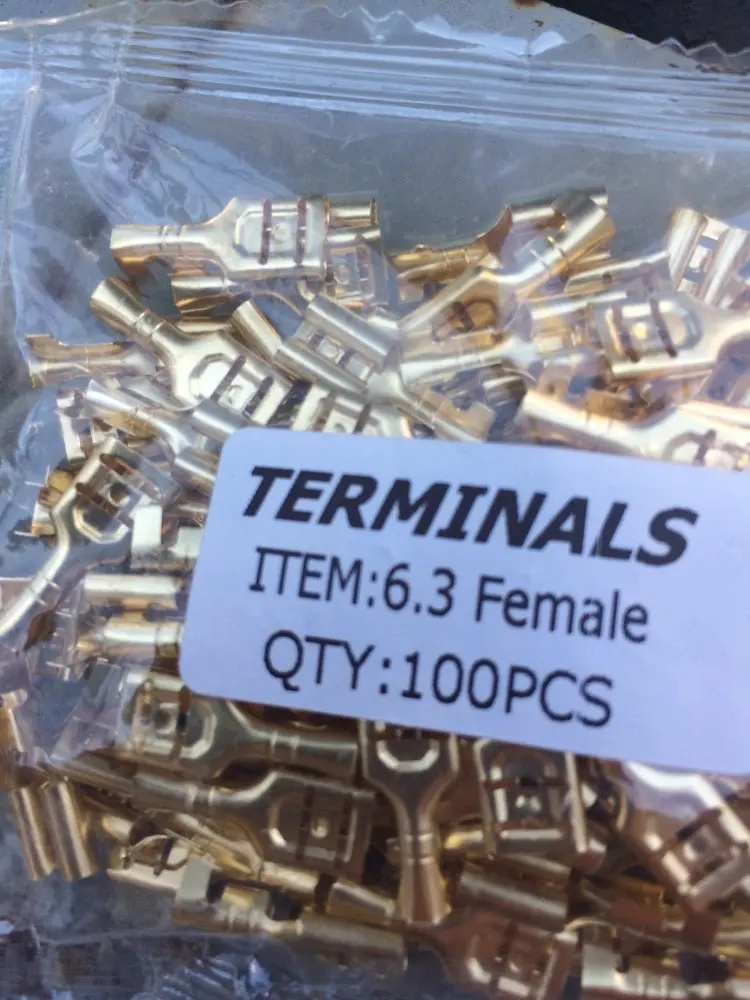 TERMINALS
ITEM:6.3 Female
QTY:100PCS